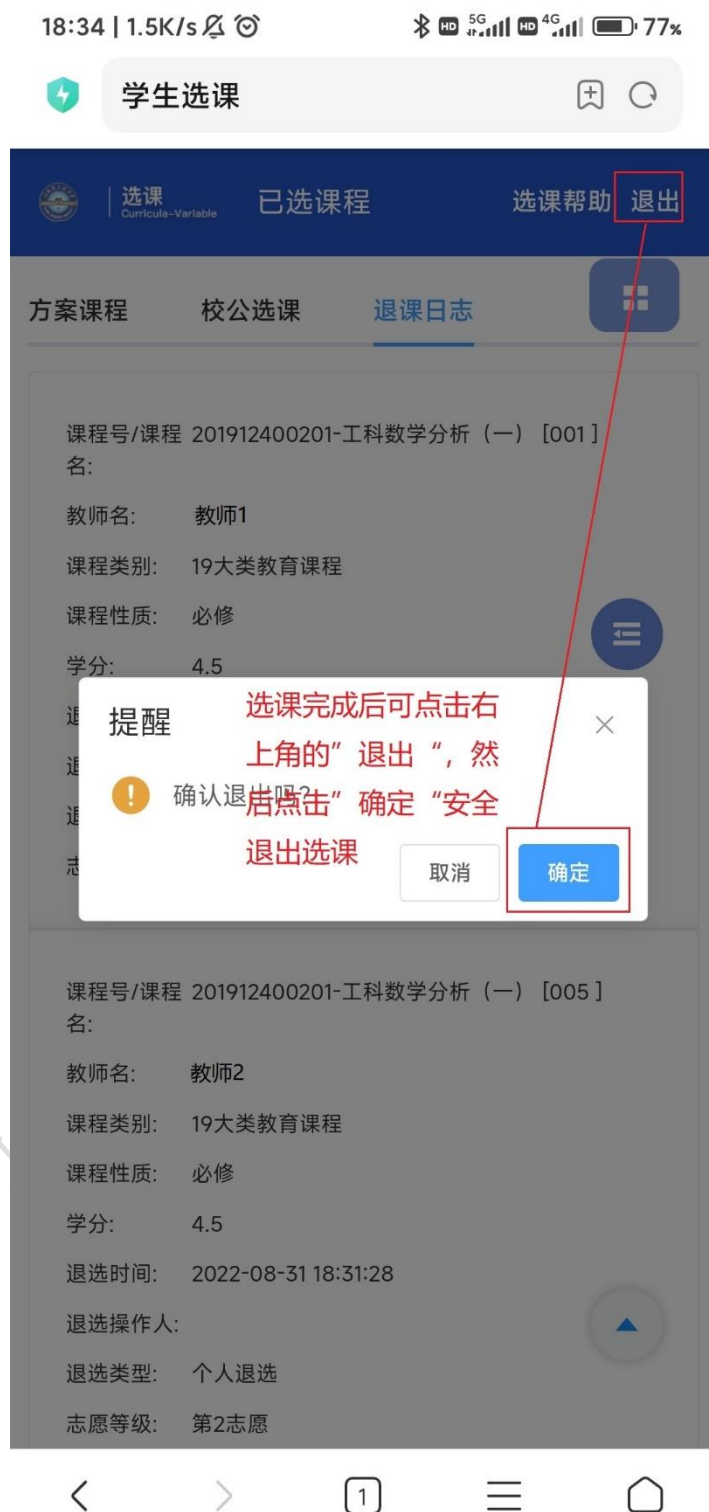 18:34 | 1.5K/s HD 5G HD 4G 77%
学生选课
选课 已选课程 选课帮助 退出
Curricula-Variable
方案课程 校公选课 退课日志
课程号/课程 201912400201-工科数学分析（一） [001 ]
名:
教师名: 教师1
课程类别: 19大类教育课程
课程性质: 必修
学分: 4.5
提醒
确认退出吗?
选课完成后可点击右
上角的”退出“，然
后点击”确定“安全
退出选课
取消 确定
课程号/课程 201912400201-工科数学分析（一） [005 ]
名:
教师名: 教师2
课程类别: 19大类教育课程
课程性质: 必修
学分: 4.5
退选时间: 2022-08-31 18:31:28
退选操作人:
退选类型: 个人退选
志愿等级: 第2志愿
1